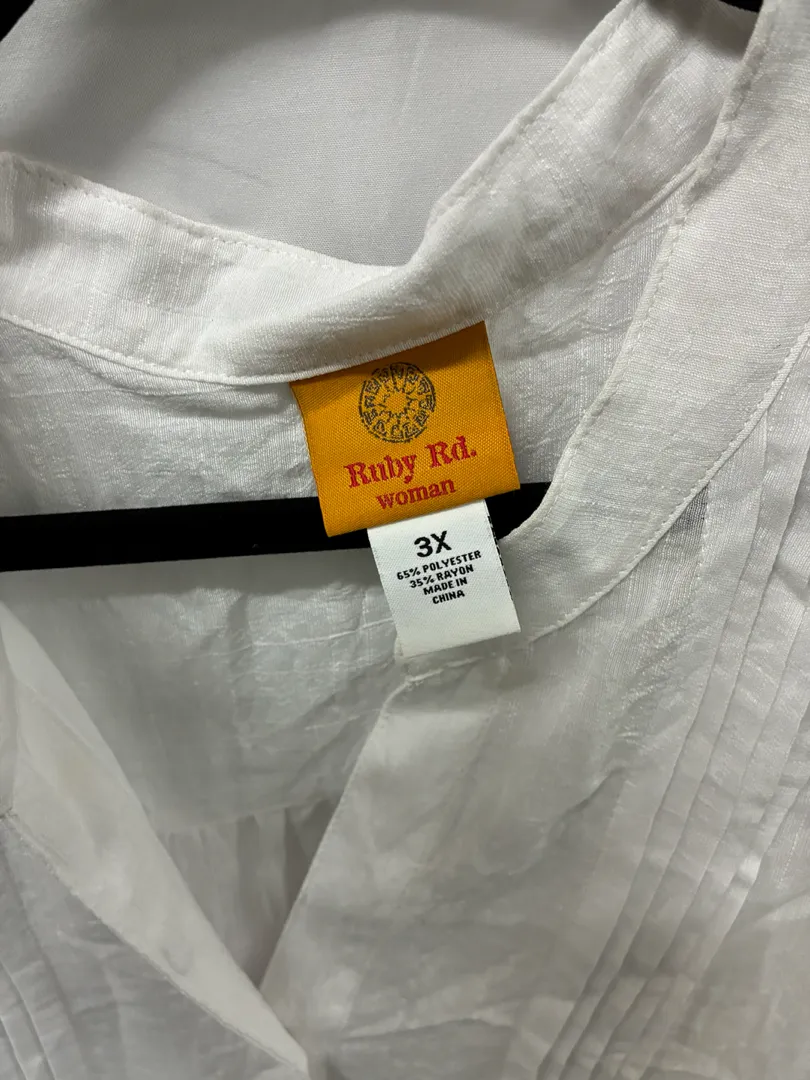 Ruby Rd.
woman
3X
65% POLYESTER
35% RAYON
MADE IN
CHINA